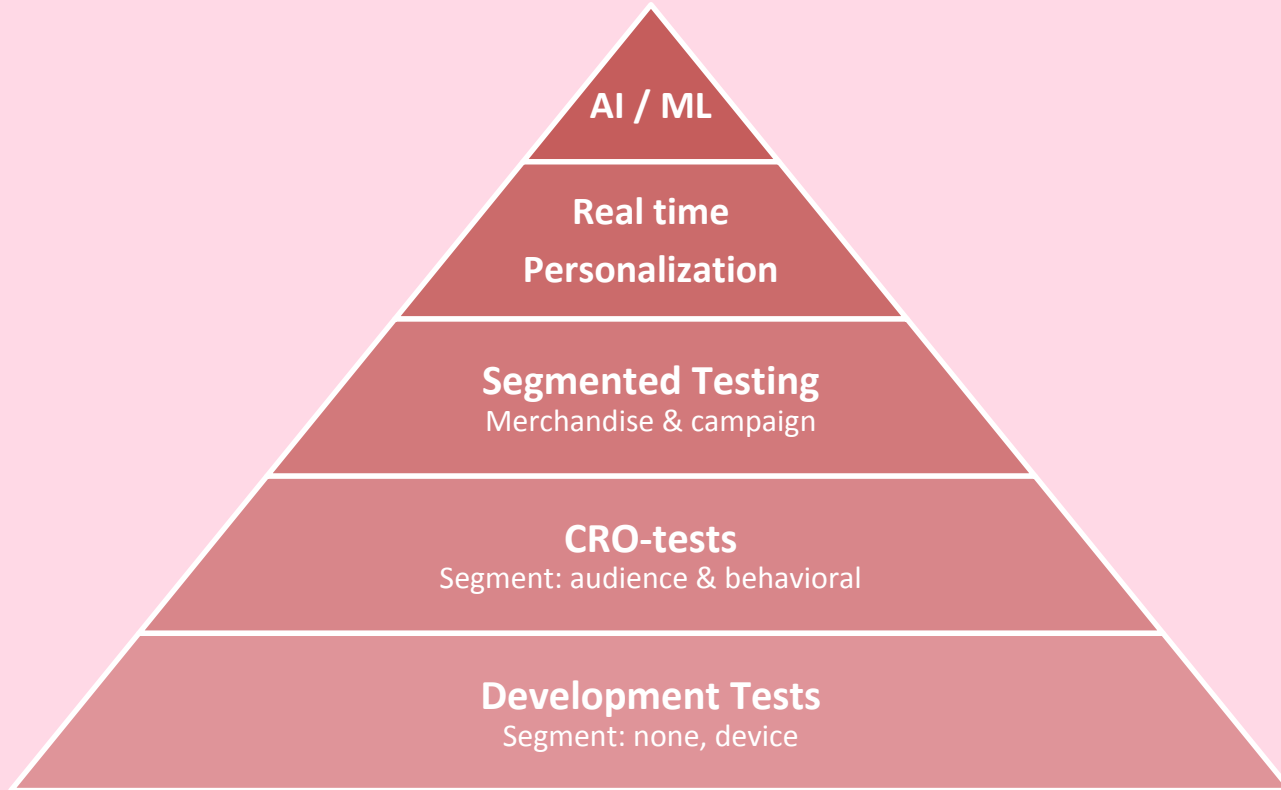 AI / ML
Real time
Personalization
Segmented Testing
Merchandise & campaign
CRO-tests
Segment: audience & behavioral
Development Tests
Segment: none, device